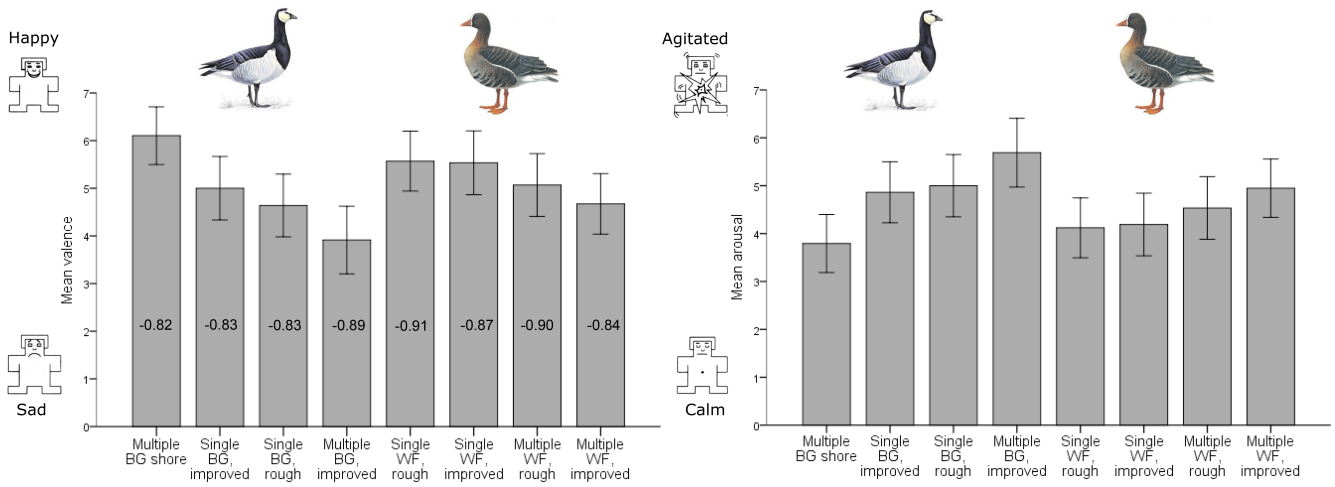 Happy
7
6
5
4
3
2
1
0
Mean valence
Sad
-0.82
-0.83
-0.83
-0.89
-0.91
-0.87
-0.90
-0.84
Multiple
BG shore
Single
BG,
improved
Single
BG,
rough
Multiple
BG,
improved
Single
WF,
rough
Single
WF,
improved
Multiple
WF,
rough
Multiple
WF,
improved
Agitated
7
6
5
4
3
2
1
0
Mean arousal
Calm
Multiple
BG shore
Single
BG,
improved
Single
BG,
rough
Multiple
BG,
improved
Single
WF,
rough
Single
WF,
improved
Multiple
WF,
rough
Multiple
WF,
improved